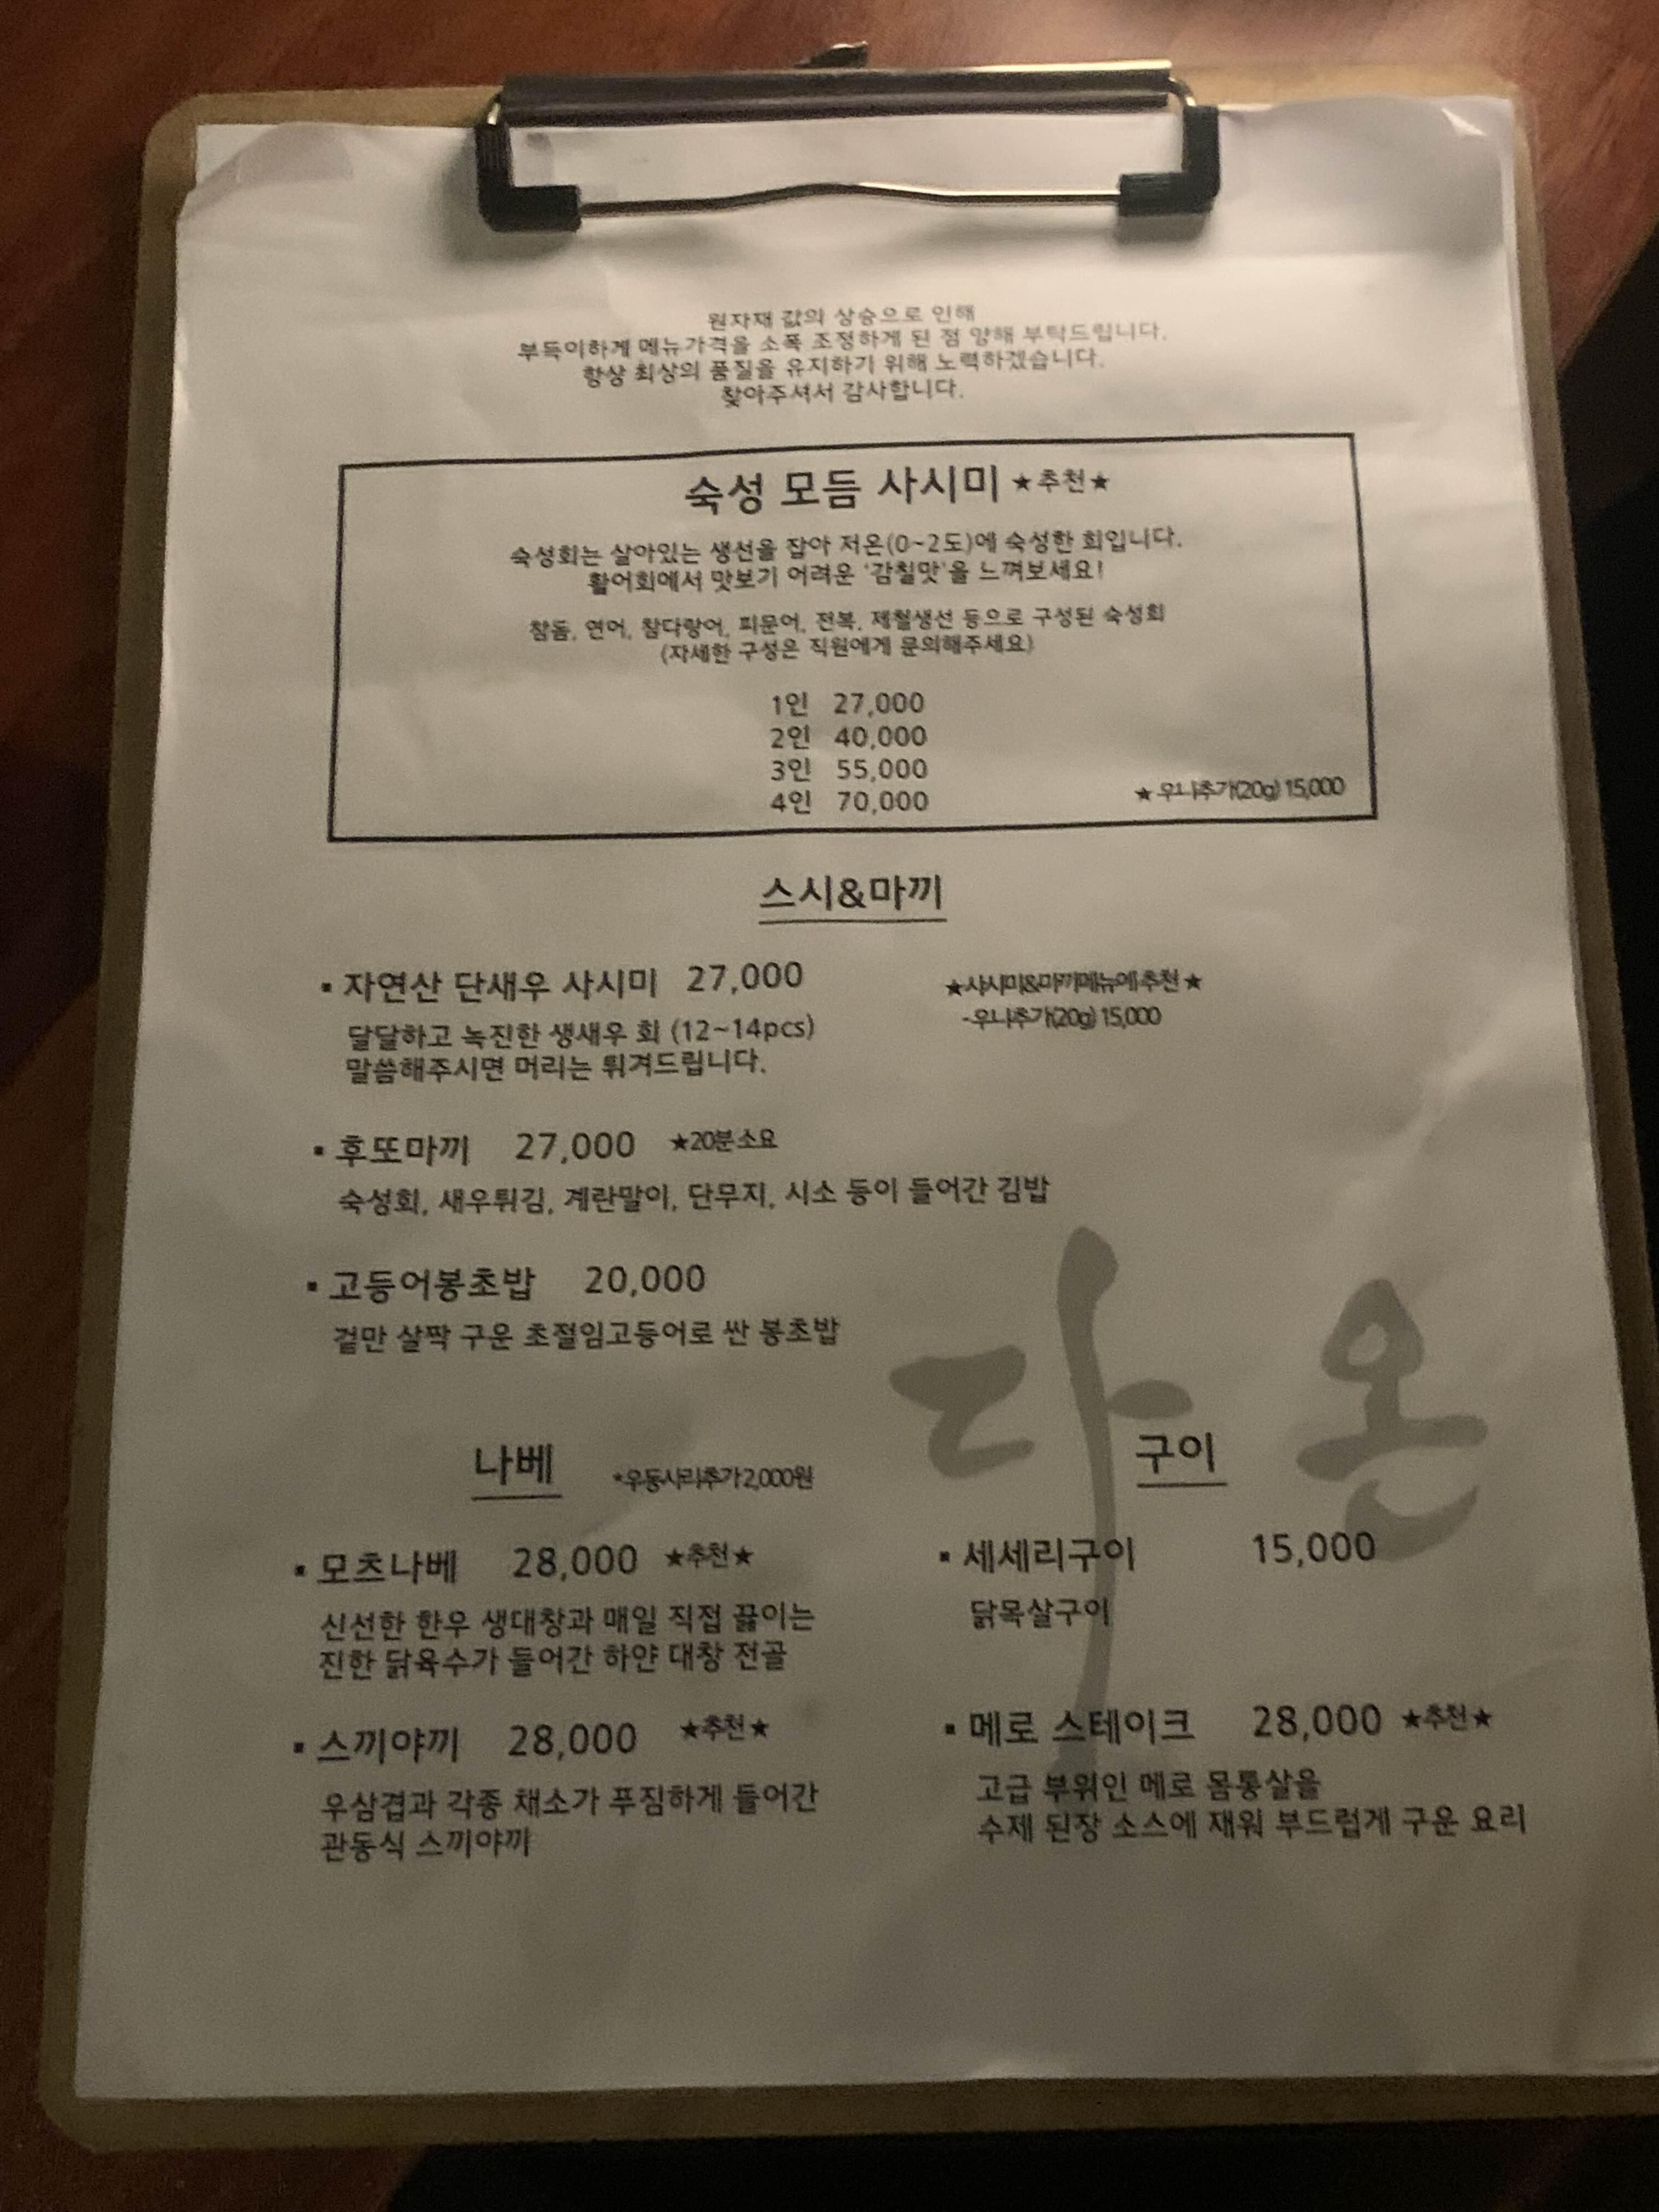 원자재 값의 상승으로 인해
부득이하게 메뉴가격을 소폭 조정하게 된 점 양해 부탁드립니다.
항상 최상의 품질을 유지하기 위해 노력하겠습니다.
찾아주셔서 감사합니다.
숙성 모듬 사시미 ★추천★
숙성회는 살아있는 생선을 잡아 저온(0~2도)에 숙성한 회입니다.
활어회에서 맛보기 어려운 '감칠맛'을 느껴보세요!
참돔, 연어, 참다랑어, 피문어, 전복, 제철생선 등으로 구성된 숙성회
(자세한 구성은 직원에게 문의해주세요)
1인 27,000
2인 40,000
3인 55,000
4인 70,000
★우니추가(20g) 15,000
스시&마끼
▪ 자연산 단새우 사시미 27,000
★사시미&마끼메뉴에 추천★
달달하고 녹진한 생새우 회 (12~14pcs)
-우니추가(20g) 15,000
말씀해주시면 머리는 튀겨드립니다.
▪ 후또마끼 27,000 ★20분 소요
숙성회, 새우튀김, 계란말이, 단무지, 시소 등이 들어간 김밥
▪ 고등어봉초밥 20,000
겉만 살짝 구운 초절임고등어로 싼 봉초밥
다온
나베 *우동사리추가 2,000원
▪ 모츠나베 28,000 ★추천★
신선한 한우 생대창과 매일 직접 끓이는
진한 닭육수가 들어간 하얀 대창 전골
▪ 스끼야끼 28,000 ★추천★
우삼겹과 각종 채소가 푸짐하게 들어간
관동식 스끼야끼
구이
▪ 세세리구이 15,000
닭목살구이
▪ 메로 스테이크 28,000 ★추천★
고급 부위인 메로 몸통살을
수제 된장 소스에 재워 부드럽게 구운 요리